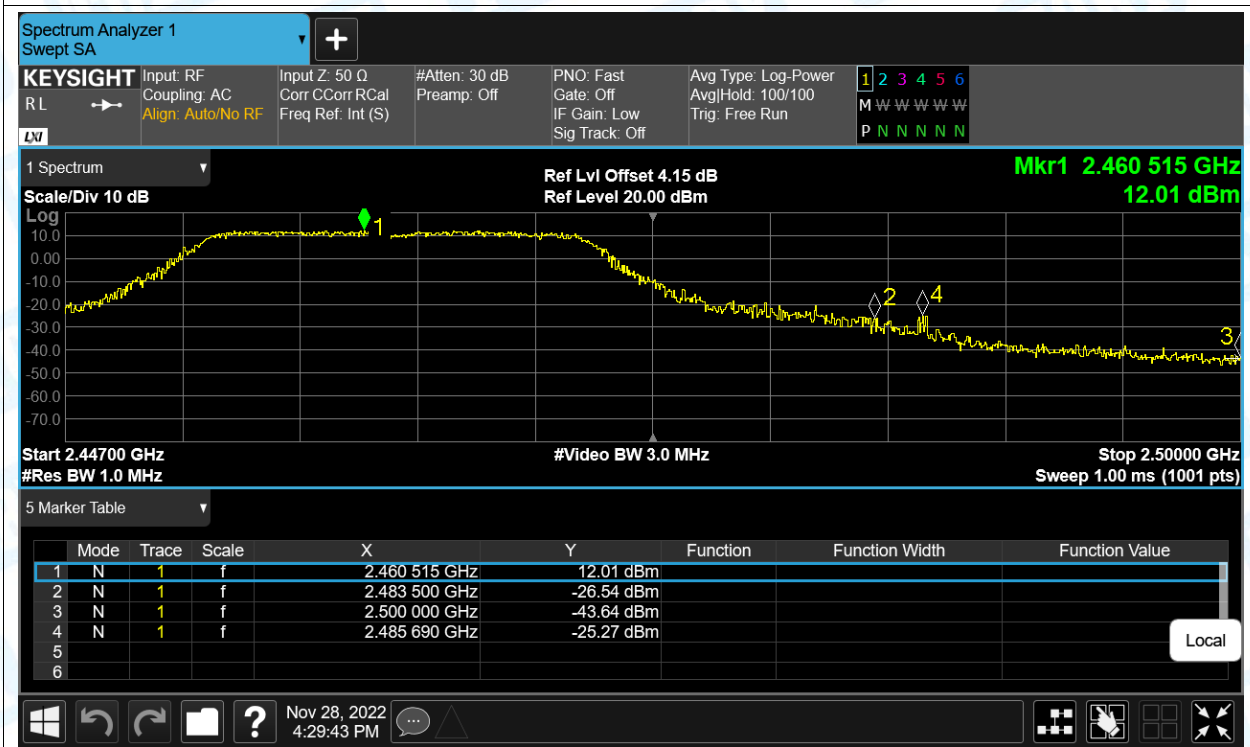 Spectrum Analyzer 1
Swept SA
KEYSIGHT
RL
LXI
Input: RF
Coupling: AC
Align: Auto/No RF
Input Z: 50 Ω
Corr CCorr RCal
Freq Ref: Int (S)
#Atten: 30 dB
Preamp: Off
PNO: Fast
Gate: Off
IF Gain: Low
Sig Track: Off
Avg Type: Log-Power
Avg|Hold: 100/100
Trig: Free Run
1 2 3 4 5 6
M W W W W W
P N N N N N
1 Spectrum
Scale/Div 10 dB
Ref Lvl Offset 4.15 dB
Ref Level 20.00 dBm
Mkr1 2.460 515 GHz
12.01 dBm
Log
10.0
0.00
-10.0
-20.0
-30.0
-40.0
-50.0
-60.0
-70.0
1
2
4
3
Start 2.44700 GHz
#Res BW 1.0 MHz
#Video BW 3.0 MHz
Stop 2.50000 GHz
Sweep 1.00 ms (1001 pts)
5 Marker Table
Mode Trace Scale X Y Function Function Width Function Value
1 N 1 f 2.460 515 GHz 12.01 dBm
2 N 1 f 2.483 500 GHz -26.54 dBm
3 N 1 f 2.500 000 GHz -43.64 dBm
4 N 1 f 2.485 690 GHz -25.27 dBm
5
6
Local
?
Nov 28, 2022
4:29:43 PM